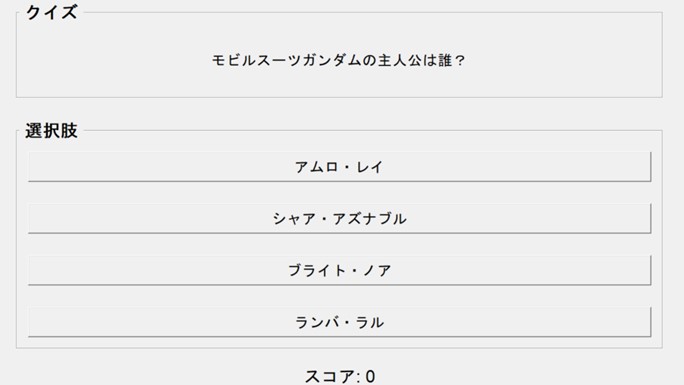 クイズ
モビルスーツガンダムの主人公は誰？
選択肢
アムロ・レイ
シャア・アズナブル
ブライト・ノア
ランバ・ラル
スコア: 0